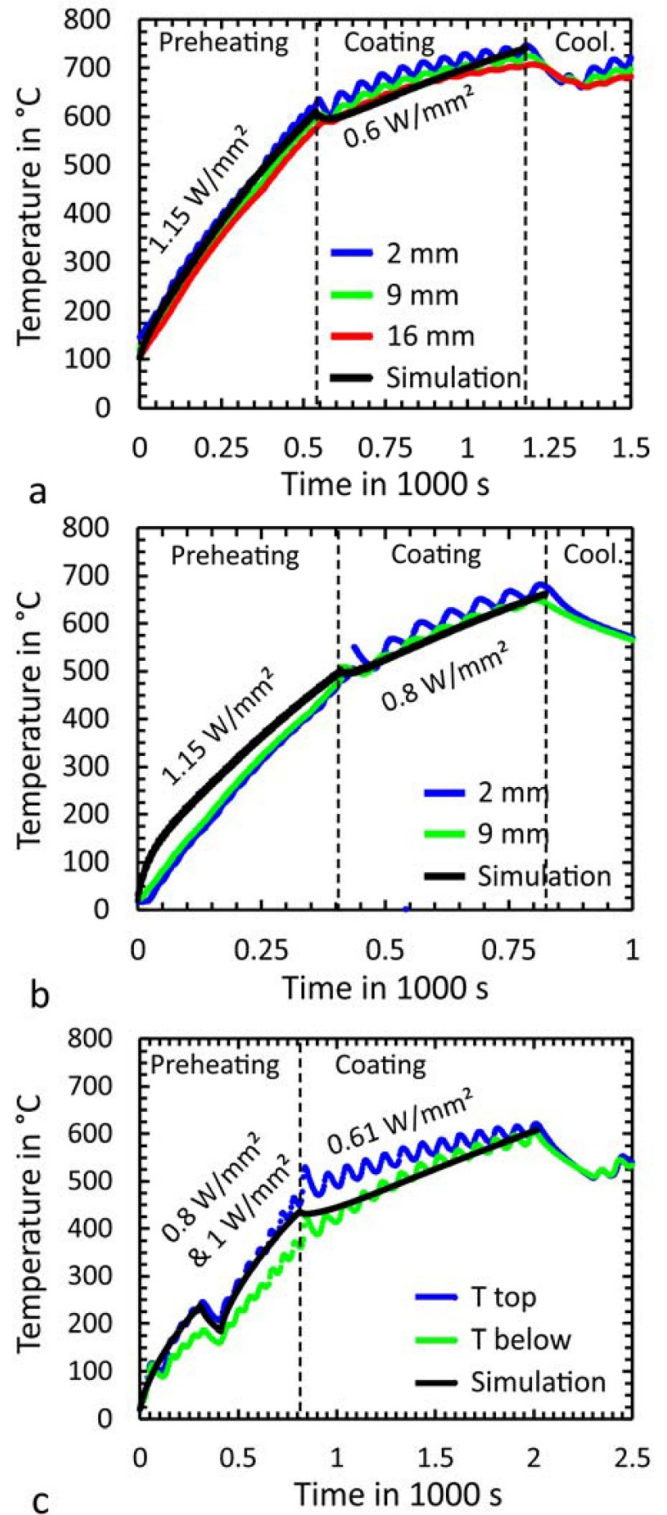 800
700
600
500
400
300
200
100
0
Temperature in °C
Preheating
Coating
Cool.
1.15 W/mm²
0.6 W/mm²
2 mm
9 mm
16 mm
Simulation
0 0.25 0.5 0.75 1 1.25 1.5
Time in 1000 s
a
800
700
600
500
400
300
200
100
0
Temperature in °C
Preheating
Coating
Cool.
1.15 W/mm²
0.8 W/mm²
2 mm
9 mm
Simulation
0 0.25 0.5 0.75 1
Time in 1000 s
b
800
700
600
500
400
300
200
100
0
Temperature in °C
Preheating
Coating
0.8 W/mm²
& 1 W/mm²
0.61 W/mm²
T top
T below
Simulation
0 0.5 1 1.5 2 2.5
Time in 1000 s
c